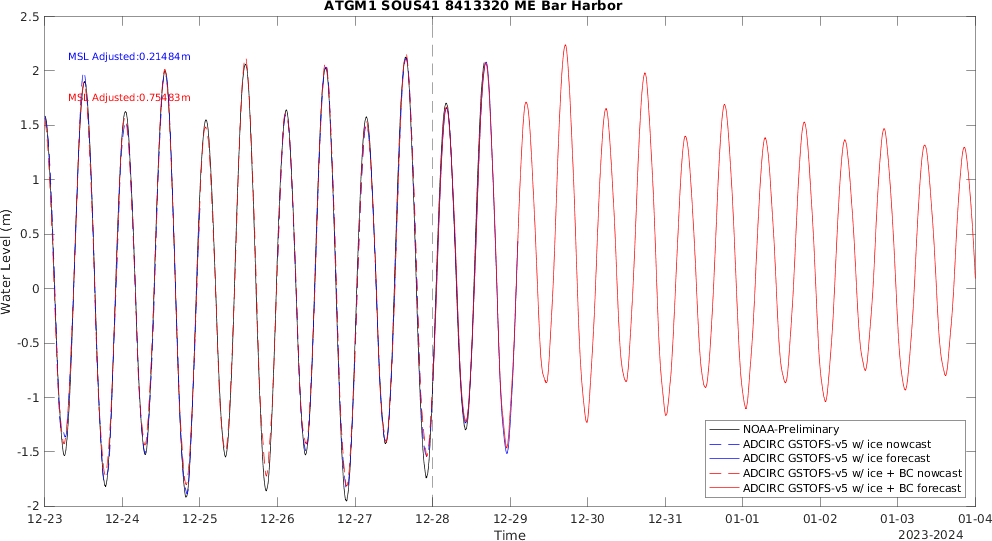 ATGM1 SOUS41 8413320 ME Bar Harbor
MSL Adjusted:0.21484m
MSL Adjusted:0.75483m
Water Level (m)
2.5
2
1.5
1
0.5
0
-0.5
-1
-1.5
-2
NOAA-Preliminary
ADCIRC GSTOFS-v5 w/ ice nowcast
ADCIRC GSTOFS-v5 w/ ice forecast
ADCIRC GSTOFS-v5 w/ ice + BC nowcast
ADCIRC GSTOFS-v5 w/ ice + BC forecast
12-23 12-24 12-25 12-26 12-27 12-28 12-29 12-30 12-31 01-01 01-02 01-03 01-04
Time
2023-2024